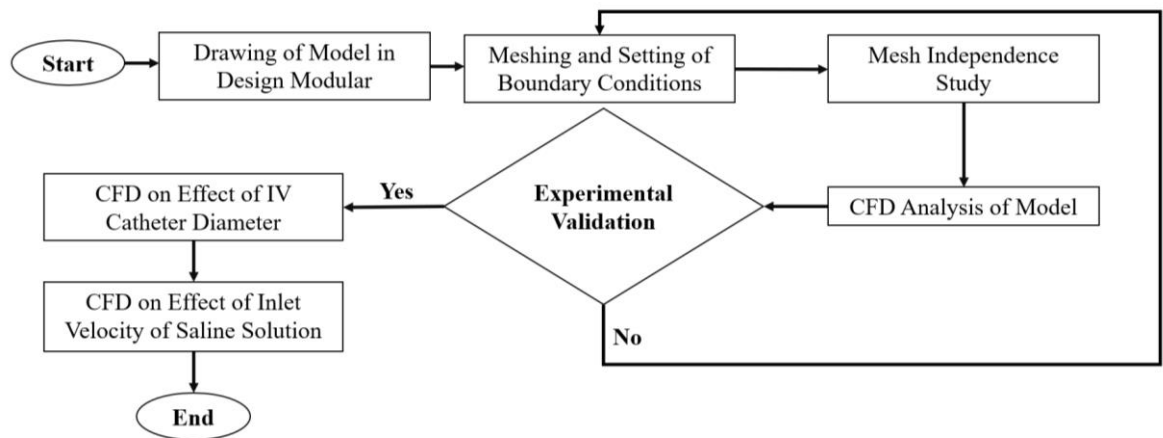 Start
Drawing of Model in
Design Modular
Meshing and Setting of
Boundary Conditions
Mesh Independence
Study
CFD Analysis of Model
Experimental
Validation
Yes
No
CFD on Effect of IV
Catheter Diameter
CFD on Effect of Inlet
Velocity of Saline Solution
End